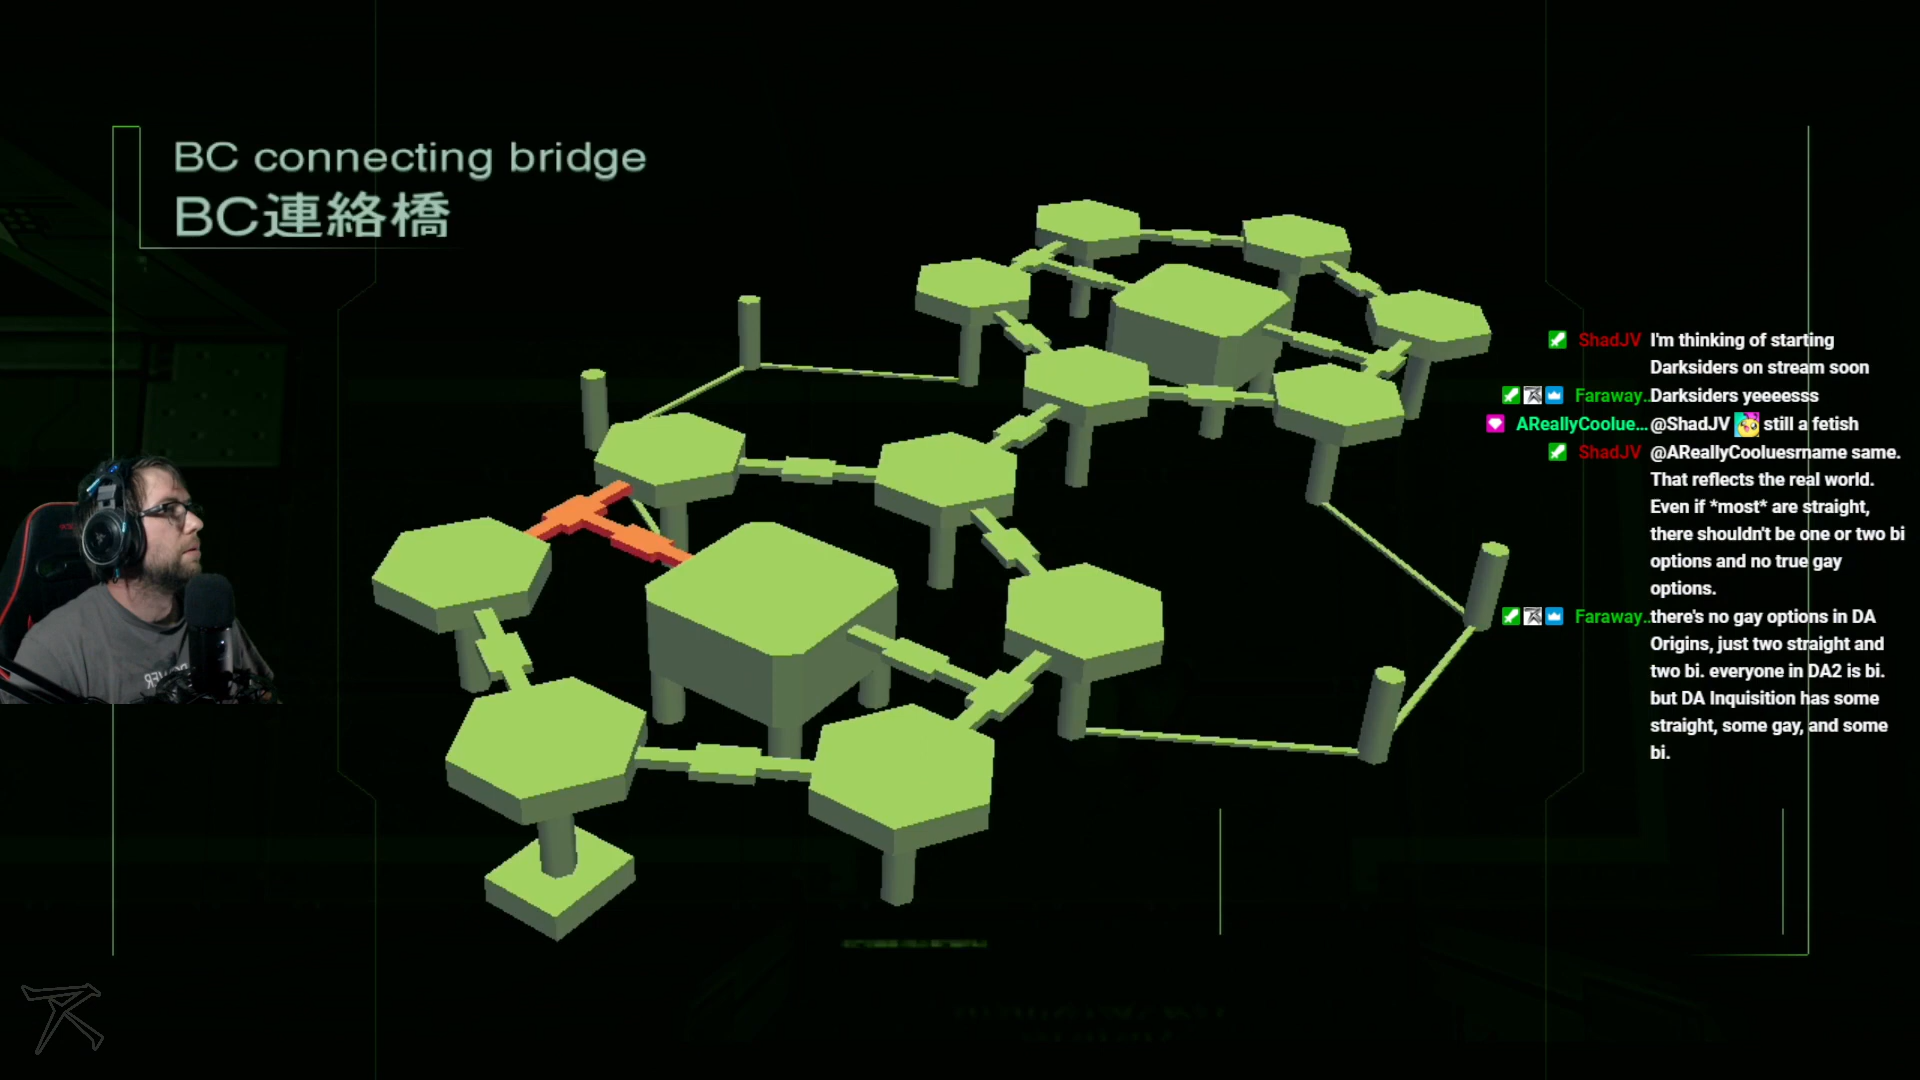 BC connecting bridge
BC連絡橋
ShadJV I'm thinking of starting
Darksiders on stream soon
Faraway... Darksiders yeeeesss
AReallyCoolue... @ShadJV still a fetish
ShadJV @AReallyCooluesrname same.
That reflects the real world.
Even if *most* are straight,
there shouldn't be one or two bi
options and no true gay
options.
Faraway... there's no gay options in DA
Origins, just two straight and
two bi. everyone in DA2 is bi.
but DA Inquisition has some
straight, some gay, and some
bi.